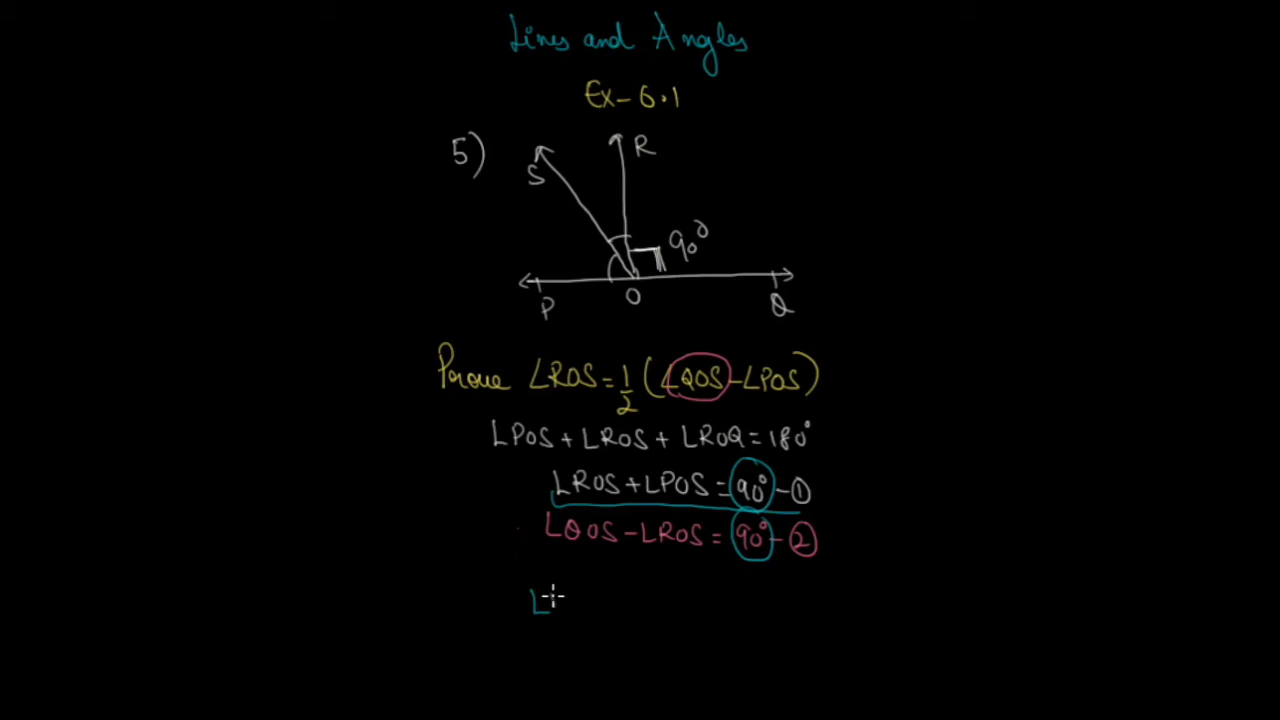 Lines and Angles
Ex- 6.1
5)
S
R
90°
P
O
Q
Prove ∠ROS = 1/2 (∠QOS - ∠POS)
∠POS + ∠ROS + ∠ROQ = 180°
∠ROS + ∠POS = 90° - ①
∠QOS - ∠ROS = 90° - ②
∠